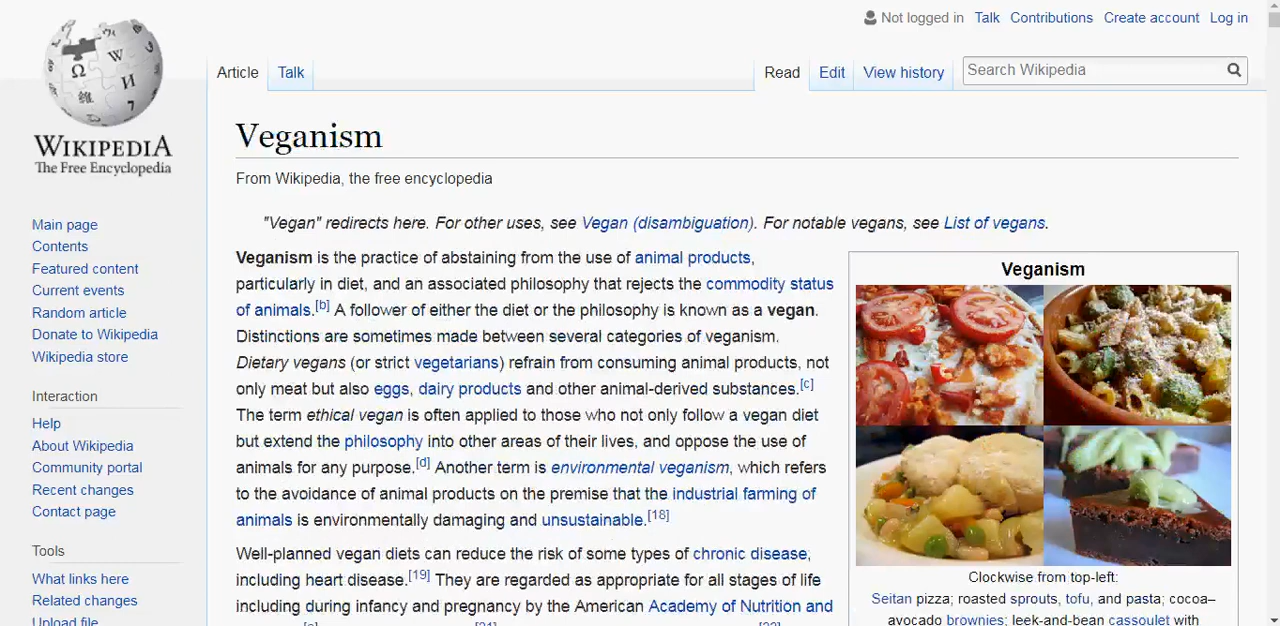 Not logged in Talk Contributions Create account Log in
Article Talk Read Edit View history Search Wikipedia
WIKIPEDIA
The Free Encyclopedia
Main page
Contents
Featured content
Current events
Random article
Donate to Wikipedia
Wikipedia store
Interaction
Help
About Wikipedia
Community portal
Recent changes
Contact page
Tools
What links here
Related changes
Upload file
Veganism
From Wikipedia, the free encyclopedia
"Vegan" redirects here. For other uses, see Vegan (disambiguation). For notable vegans, see List of vegans.
Veganism is the practice of abstaining from the use of animal products,
particularly in diet, and an associated philosophy that rejects the commodity status
of animals.[b] A follower of either the diet or the philosophy is known as a vegan.
Distinctions are sometimes made between several categories of veganism.
Dietary vegans (or strict vegetarians) refrain from consuming animal products, not
only meat but also eggs, dairy products and other animal-derived substances.[c]
The term ethical vegan is often applied to those who not only follow a vegan diet
but extend the philosophy into other areas of their lives, and oppose the use of
animals for any purpose.[d] Another term is environmental veganism, which refers
to the avoidance of animal products on the premise that the industrial farming of
animals is environmentally damaging and unsustainable.[18]
Well-planned vegan diets can reduce the risk of some types of chronic disease,
including heart disease.[19] They are regarded as appropriate for all stages of life
including during infancy and pregnancy by the American Academy of Nutrition and
Veganism
Clockwise from top-left:
Seitan pizza; roasted sprouts, tofu, and pasta; cocoa–
avocado brownies; leek-and-bean cassoulet with